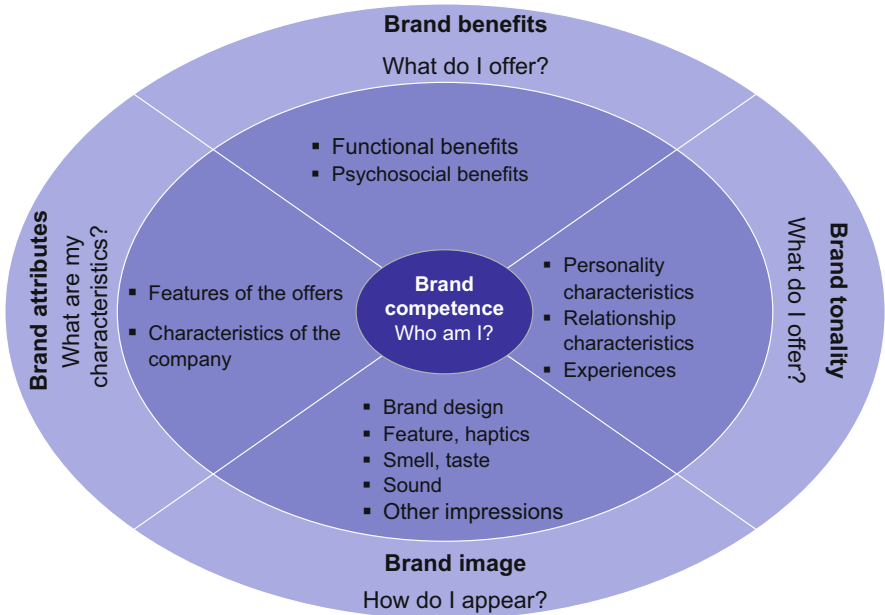 Brand benefits
What do I offer?
▪ Functional benefits
▪ Psychosocial benefits
Brand attributes
What are my
characteristics?
▪ Features of the offers
▪ Characteristics of the
company
Brand
competence
Who am I?
▪ Personality
characteristics
▪ Relationship
characteristics
▪ Experiences
Brand tonality
What do I offer?
▪ Brand design
▪ Feature, haptics
▪ Smell, taste
▪ Sound
▪ Other impressions
Brand image
How do I appear?